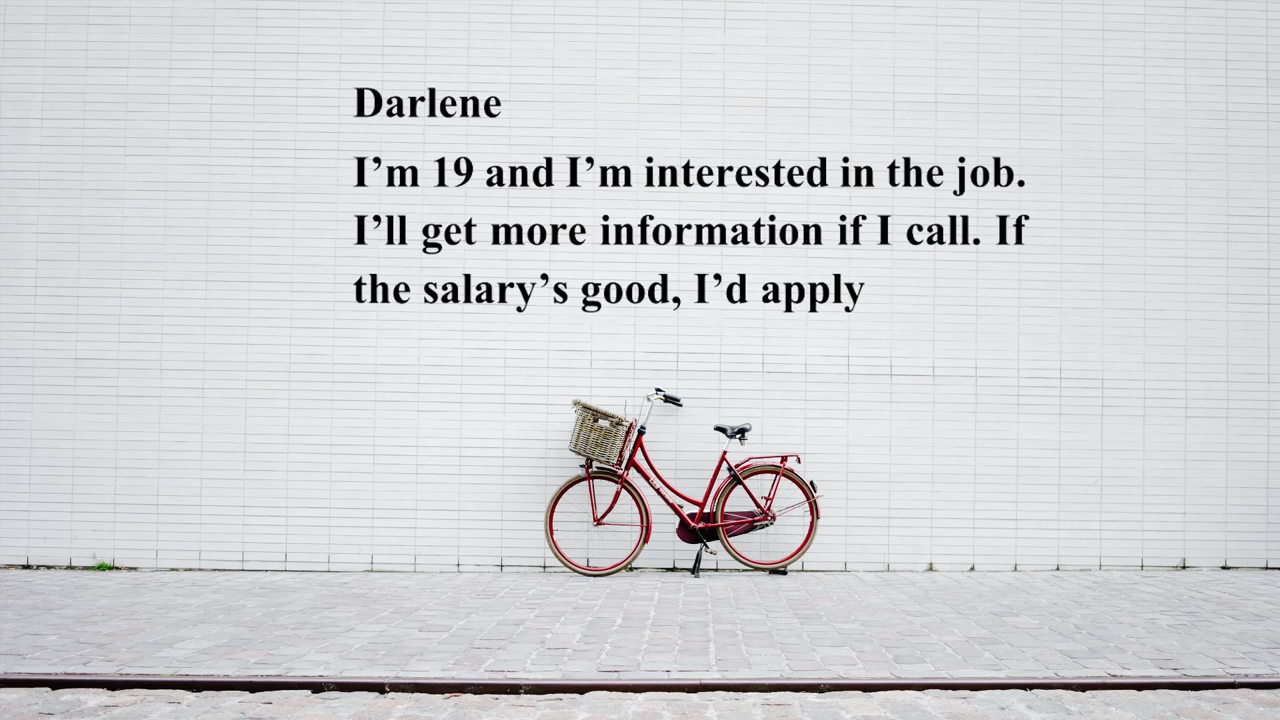 Darlene
I’m 19 and I’m interested in the job.
I’ll get more information if I call. If
the salary’s good, I’d apply